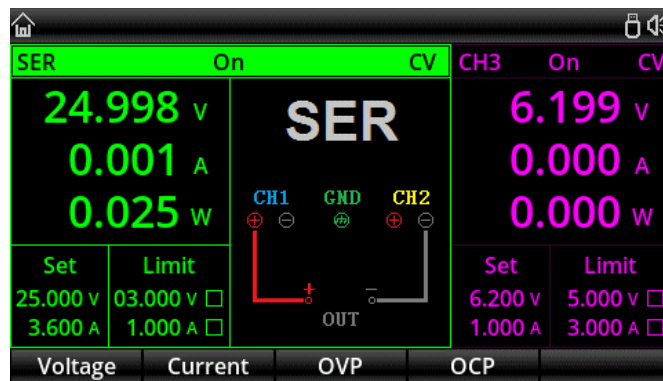 SER On CV CH3 On CV
24.998 V SER 6.199 V
0.001 A 0.000 A
CH1 GND CH2
0.025 W 0.000 W
Set Limit Set Limit
25.000 V 03.000 V + − 6.200 V 5.000 V
3.600 A 1.000 A OUT 1.000 A 3.000 A
Voltage Current OVP OCP